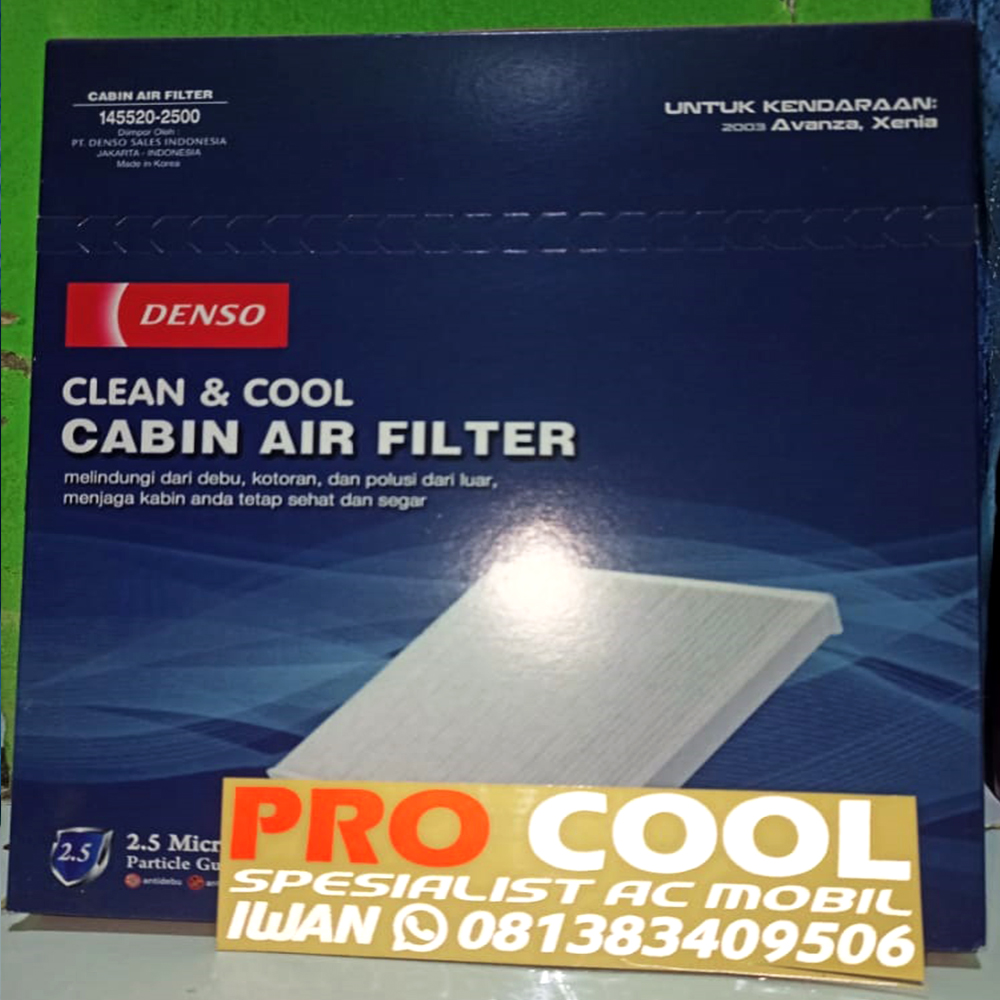 CABIN AIR FILTER
145520-2500
Diimpor Oleh :
PT. DENSO SALES INDONESIA
JAKARTA - INDONESIA
Made in Korea
UNTUK KENDARAAN:
2003 Avanza, Xenia
DENSO
CLEAN & COOL
CABIN AIR FILTER
melindungi dari debu, kotoran, dan polusi dari luar,
menjaga kabin anda tetap sehat dan segar
2.5
2.5 Micr
Particle Gu
antidebu
PRO COOL
SPESIALIST AC MOBIL
IWAN 081383409506